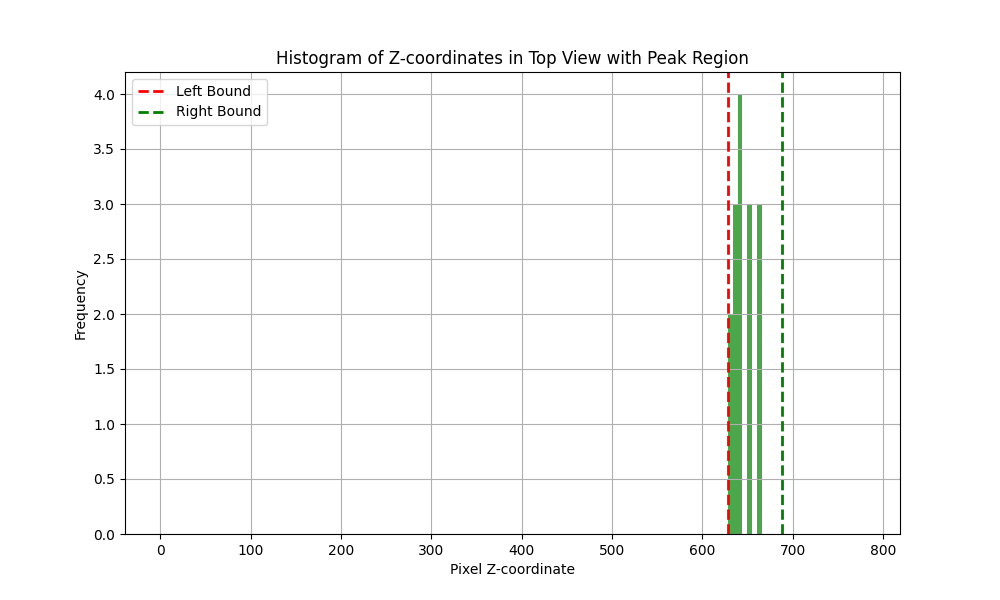 Histogram of Z-coordinates in Top View with Peak Region
Left Bound
Right Bound
4.0
3.5
3.0
2.5
2.0
1.5
1.0
0.5
0.0
Frequency
0 100 200 300 400 500 600 700 800
Pixel Z-coordinate